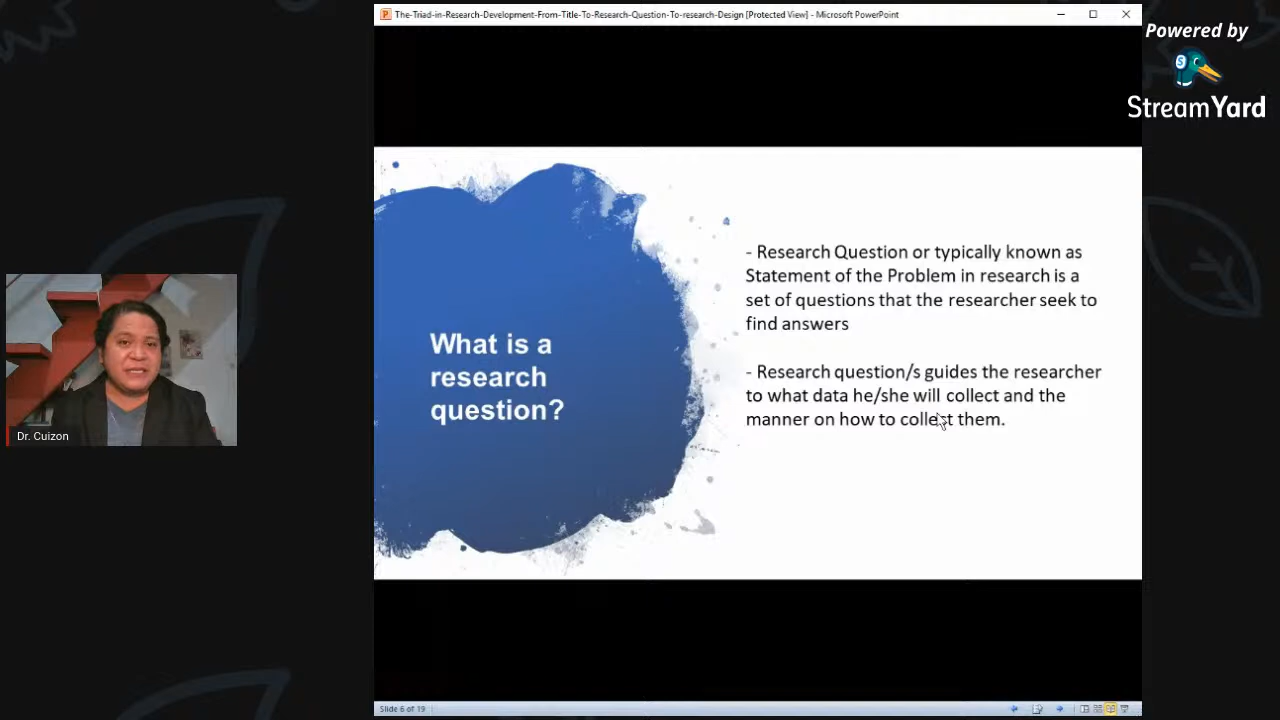 The-Triad-in-Research-Development-From-Title-To-Research-Question-To-research-Design [Protected View] - Microsoft PowerPoint
Powered by
StreamYard
What is a
research
question?
- Research Question or typically known as
Statement of the Problem in research is a
set of questions that the researcher seek to
find answers
- Research question/s guides the researcher
to what data he/she will collect and the
manner on how to collect them.
Dr. Cuizon
Slide 6 of 19